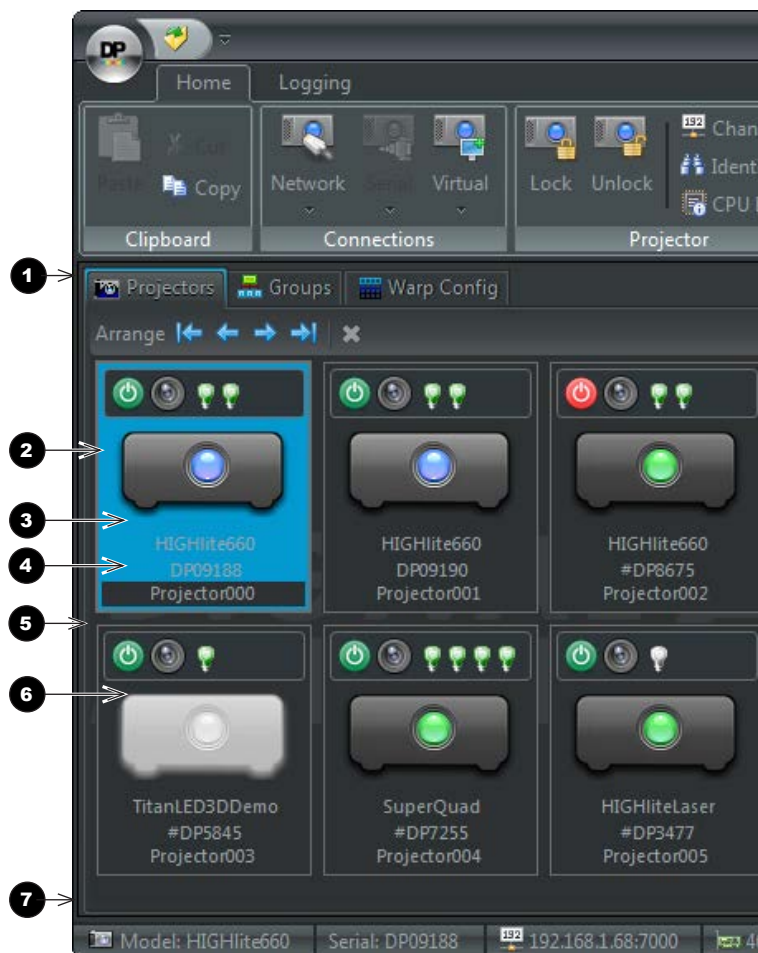 DP
Home Logging
Paste Cut Copy
Network Serial Virtual
Lock Unlock
192 Chan
Ident
CPU
Clipboard Connections Projector
1
Projectors Groups Warp Config
Arrange
2
3
HIGHlite660 HIGHlite660 HIGHlite660
4
DP09188 DP09190 #DP8675
Projector000 Projector001 Projector002
5
6
TitanLED3DDemo SuperQuad HIGHliteLaser
#DP5845 #DP7255 #DP3477
Projector003 Projector004 Projector005
7
Model: HIGHlite660 Serial: DP09188 192 192.168.1.68:7000